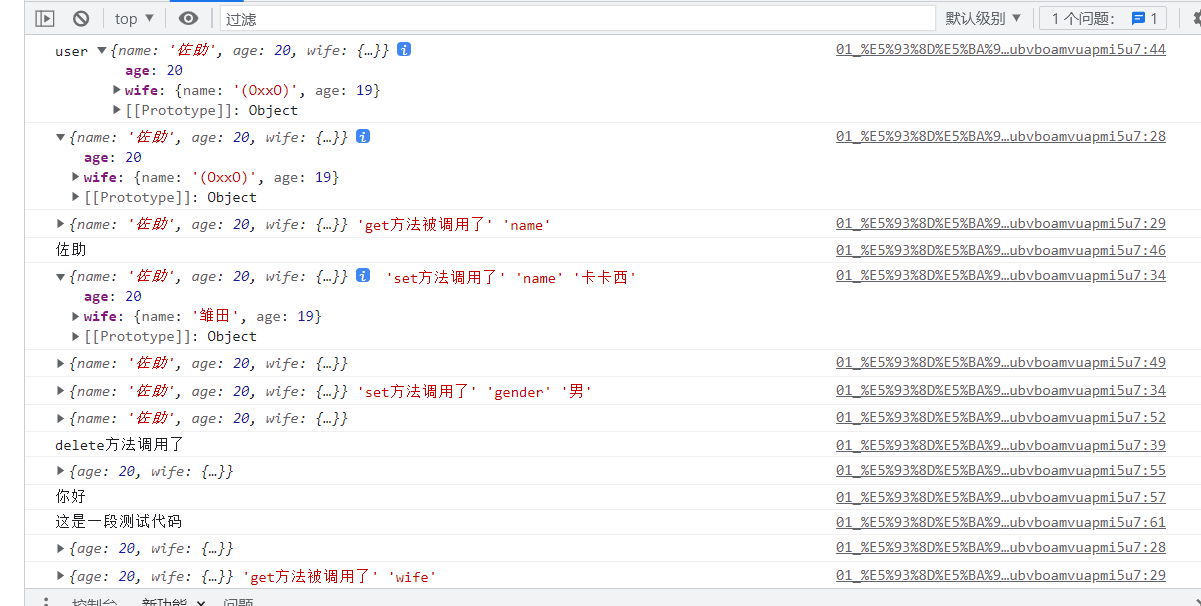 top 过滤 默认级别 1 个问题: 1
user {name: '佐助', age: 20, wife: {…}} 01_%E5%93%8D%E5%BA%9…ubvboamvuapmi5u7:44
age: 20
wife: {name: '(OxxO)', age: 19}
[[Prototype]]: Object
{name: '佐助', age: 20, wife: {…}} 01_%E5%93%8D%E5%BA%9…ubvboamvuapmi5u7:28
age: 20
wife: {name: '(OxxO)', age: 19}
[[Prototype]]: Object
{name: '佐助', age: 20, wife: {…}} 'get方法被调用了' 'name' 01_%E5%93%8D%E5%BA%9…ubvboamvuapmi5u7:29
佐助 01_%E5%93%8D%E5%BA%9…ubvboamvuapmi5u7:46
{name: '佐助', age: 20, wife: {…}} 'set方法调用了' 'name' '卡卡西' 01_%E5%93%8D%E5%BA%9…ubvboamvuapmi5u7:34
age: 20
wife: {name: '雏田', age: 19}
[[Prototype]]: Object
{name: '佐助', age: 20, wife: {…}} 01_%E5%93%8D%E5%BA%9…ubvboamvuapmi5u7:49
{name: '佐助', age: 20, wife: {…}} 'set方法调用了' 'gender' '男' 01_%E5%93%8D%E5%BA%9…ubvboamvuapmi5u7:34
{name: '佐助', age: 20, wife: {…}} 01_%E5%93%8D%E5%BA%9…ubvboamvuapmi5u7:52
delete方法调用了 01_%E5%93%8D%E5%BA%9…ubvboamvuapmi5u7:39
{age: 20, wife: {…}} 01_%E5%93%8D%E5%BA%9…ubvboamvuapmi5u7:55
你好 01_%E5%93%8D%E5%BA%9…ubvboamvuapmi5u7:57
这是一段测试代码 01_%E5%93%8D%E5%BA%9…ubvboamvuapmi5u7:61
{age: 20, wife: {…}} 01_%E5%93%8D%E5%BA%9…ubvboamvuapmi5u7:28
{age: 20, wife: {…}} 'get方法被调用了' 'wife' 01_%E5%93%8D%E5%BA%9…ubvboamvuapmi5u7:29
控制台 新功能 问题